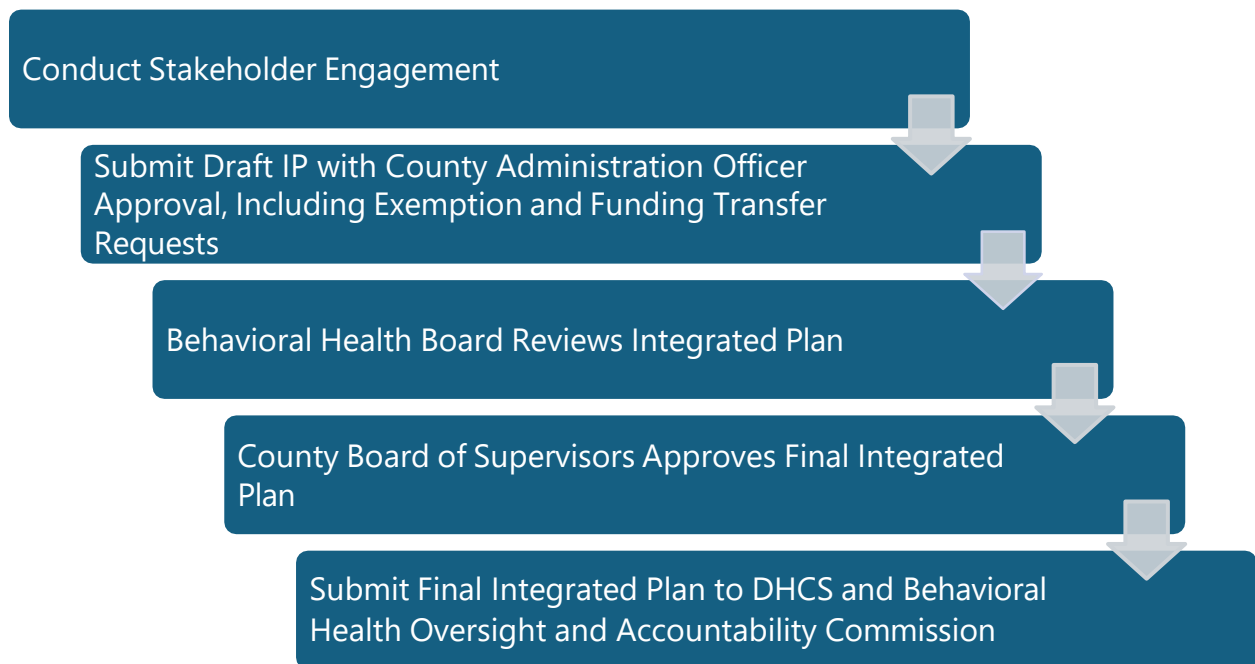 Conduct Stakeholder Engagement
Submit Draft IP with County Administration Officer
Approval, Including Exemption and Funding Transfer
Requests
Behavioral Health Board Reviews Integrated Plan
County Board of Supervisors Approves Final Integrated
Plan
Submit Final Integrated Plan to DHCS and Behavioral
Health Oversight and Accountability Commission